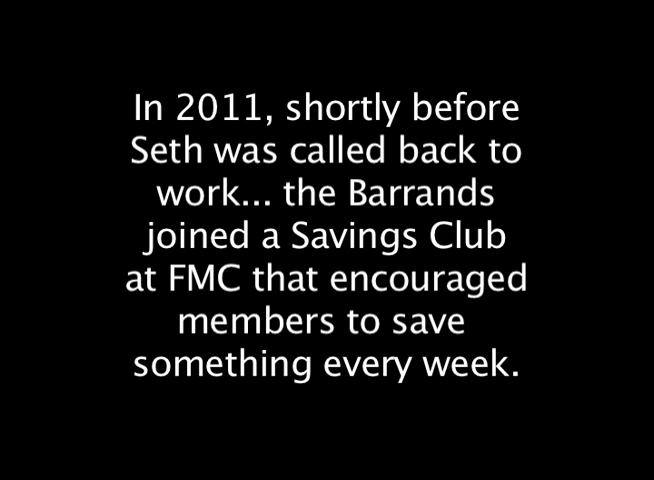 In 2011, shortly before
Seth was called back to
work... the Barrands
joined a Savings Club
at FMC that encouraged
members to save
something every week.